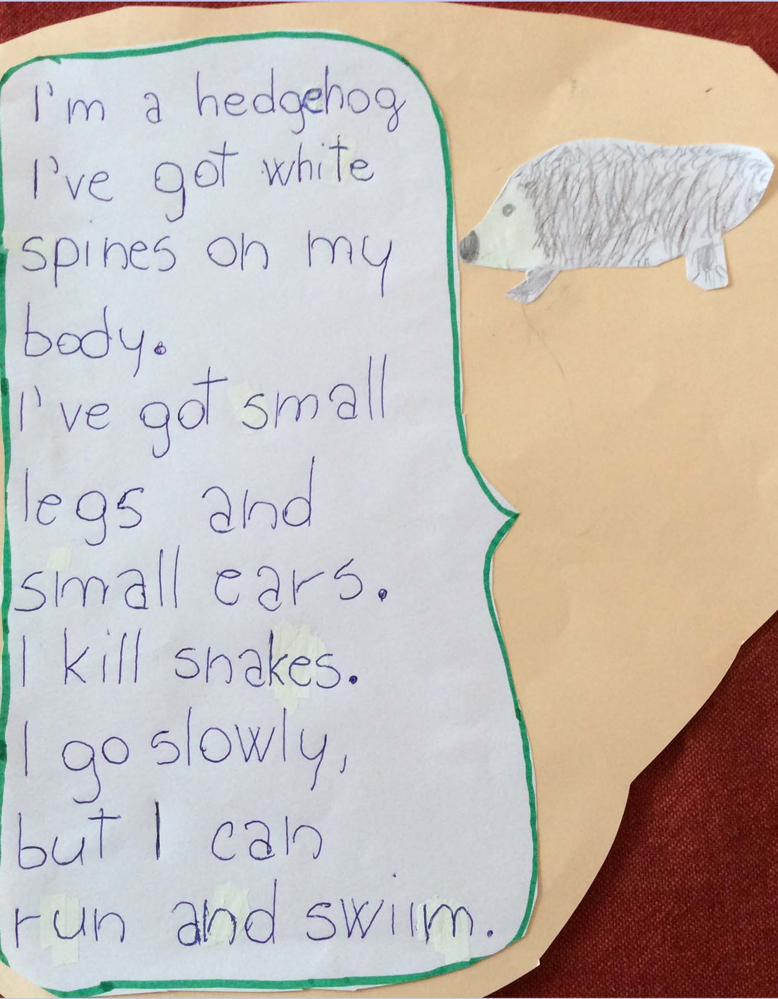 I'm a hedgehog
I've got white
spines on my
body.
I've got small
legs and
small ears.
I kill snakes.
I go slowly,
but I can
run and swim.